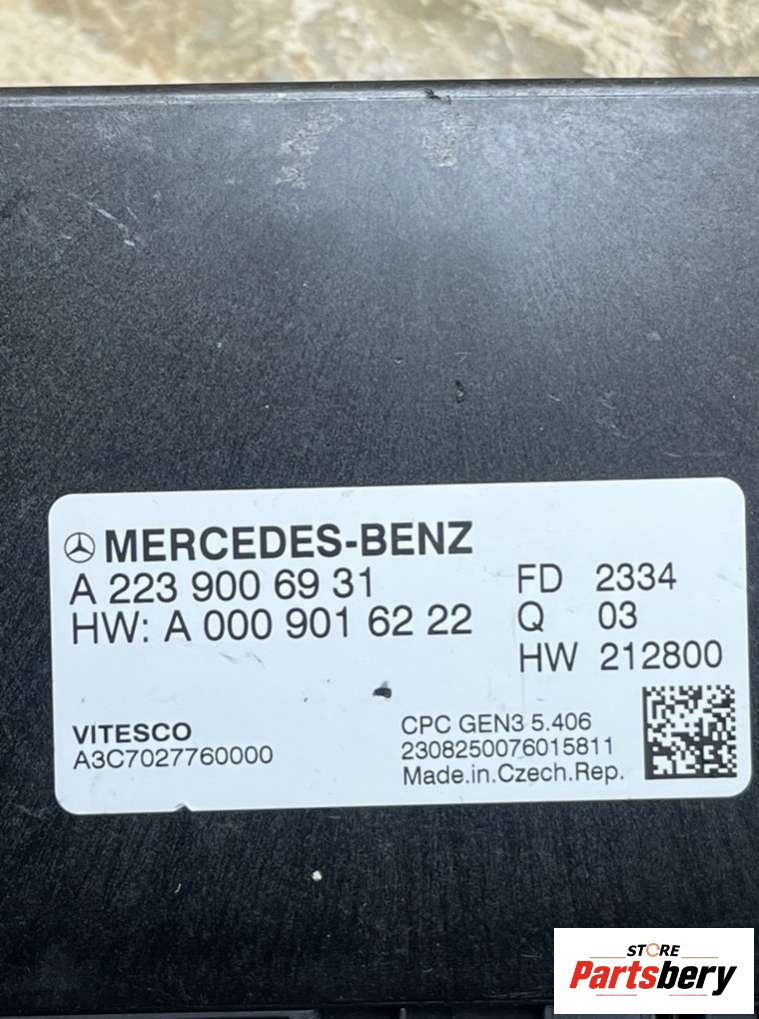 MERCEDES-BENZ
A 223 900 69 31
HW: A 000 901 62 22
FD 2334
Q 03
HW 212800
VITESCO
A3C7027760000
CPC GEN3 5.406
2308250076015811
Made.in.Czech.Rep.
STORE
Partsbery